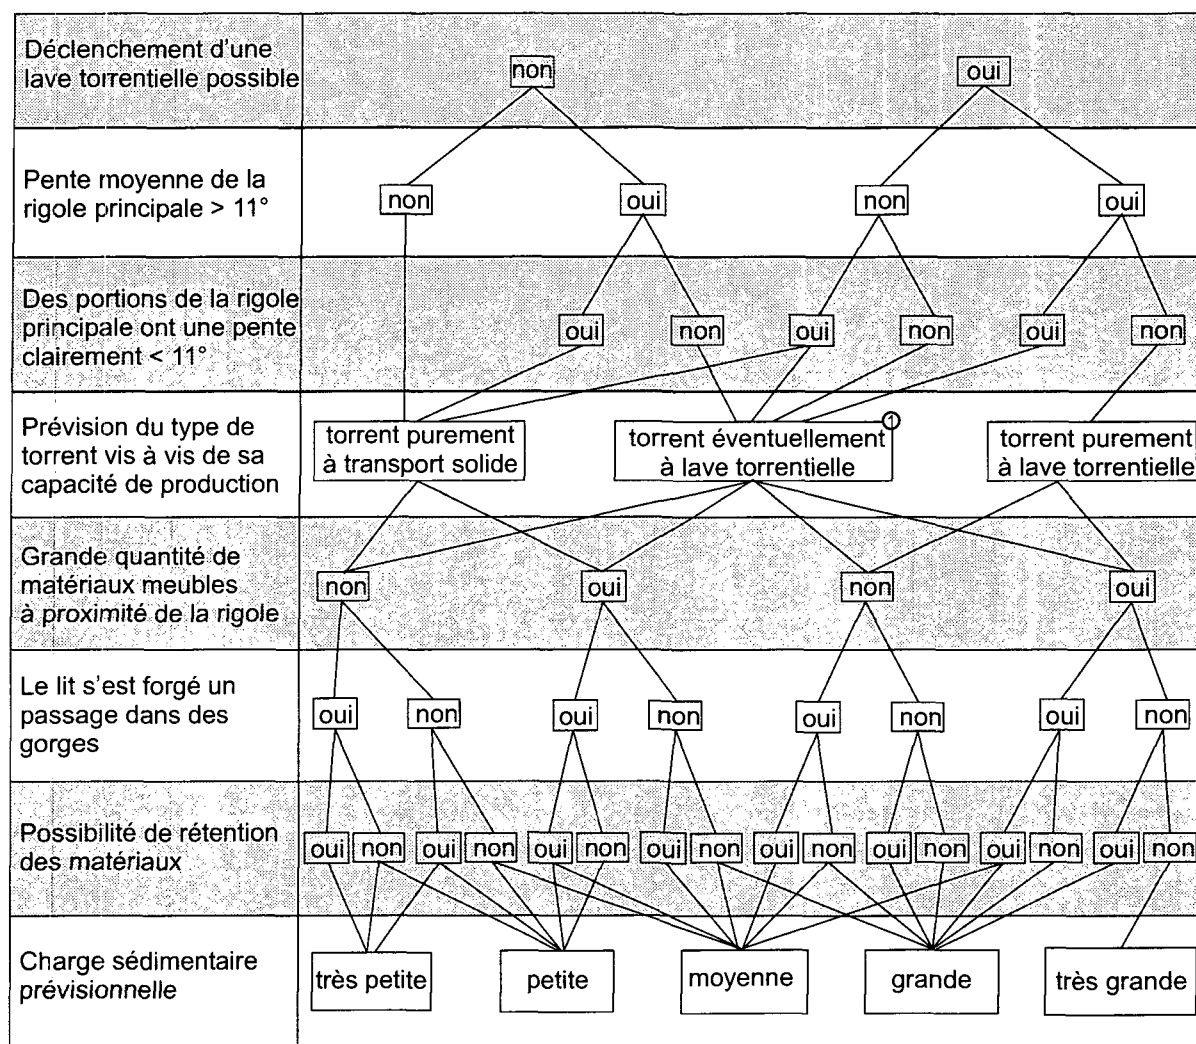 Déclenchement d'une
lave torrentielle possible
non
oui
Pente moyenne de la
rigole principale > 11°
non
oui
non
oui
Des portions de la rigole
principale ont une pente
clairement < 11°
oui
non
oui
non
oui
non
Prévision du type de
torrent vis à vis de sa
capacité de production
torrent purement
à transport solide
torrent éventuellement
à lave torrentielle
1
torrent purement
à lave torrentielle
Grande quantité de
matériaux meubles
à proximité de la rigole
non
oui
non
oui
Le lit s'est forgé un
passage dans des
gorges
oui
non
oui
non
oui
non
oui
non
Possibilité de rétention
des matériaux
oui
non
oui
non
oui
non
oui
non
oui
non
oui
non
oui
non
oui
non
Charge sédimentaire
prévisionnelle
très petite
petite
moyenne
grande
très grande